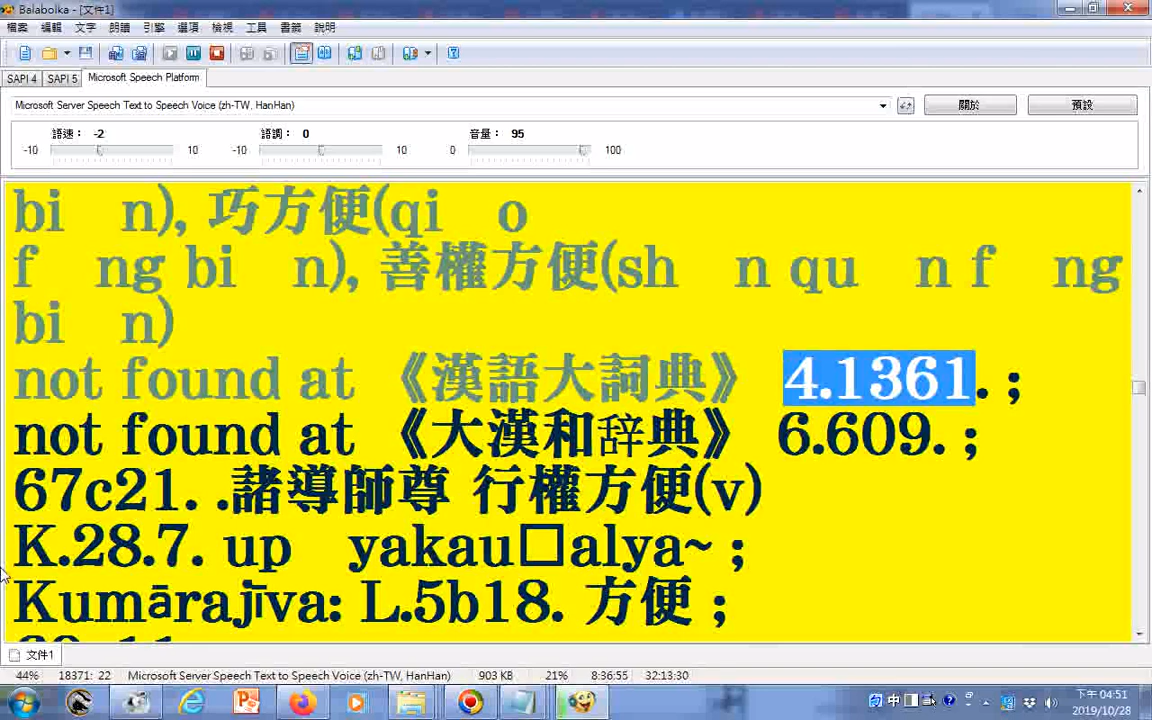 Balabolka - [文件1]
檔案 編輯 文字 朗讀 引擎 選項 檢視 工具 書籤 說明
SAPI 4 SAPI 5 Microsoft Speech Platform
Microsoft Server Speech Text to Speech Voice (zh-TW, HanHan) 關於 預設
語速： -2 語調： 0 音量： 95
-10 10 -10 10 0 100
bi n), 巧方便(qi o
f ng bi n), 善權方便(sh n qu n f ng
bi n)
not found at 《漢語大詞典》 4.1361. ;
not found at 《大漢和辞典》 6.609. ;
67c21. .諸導師尊 行權方便(v)
K.28.7. up yakau□alya~ ;
Kumārajīva: L.5b18. 方便 ;
文件1
44% 18371: 22 Microsoft Server Speech Text to Speech Voice (zh-TW, HanHan) 903 KB 21% 8:36:55 32:13:30
中 下午 04:51
2019/10/28